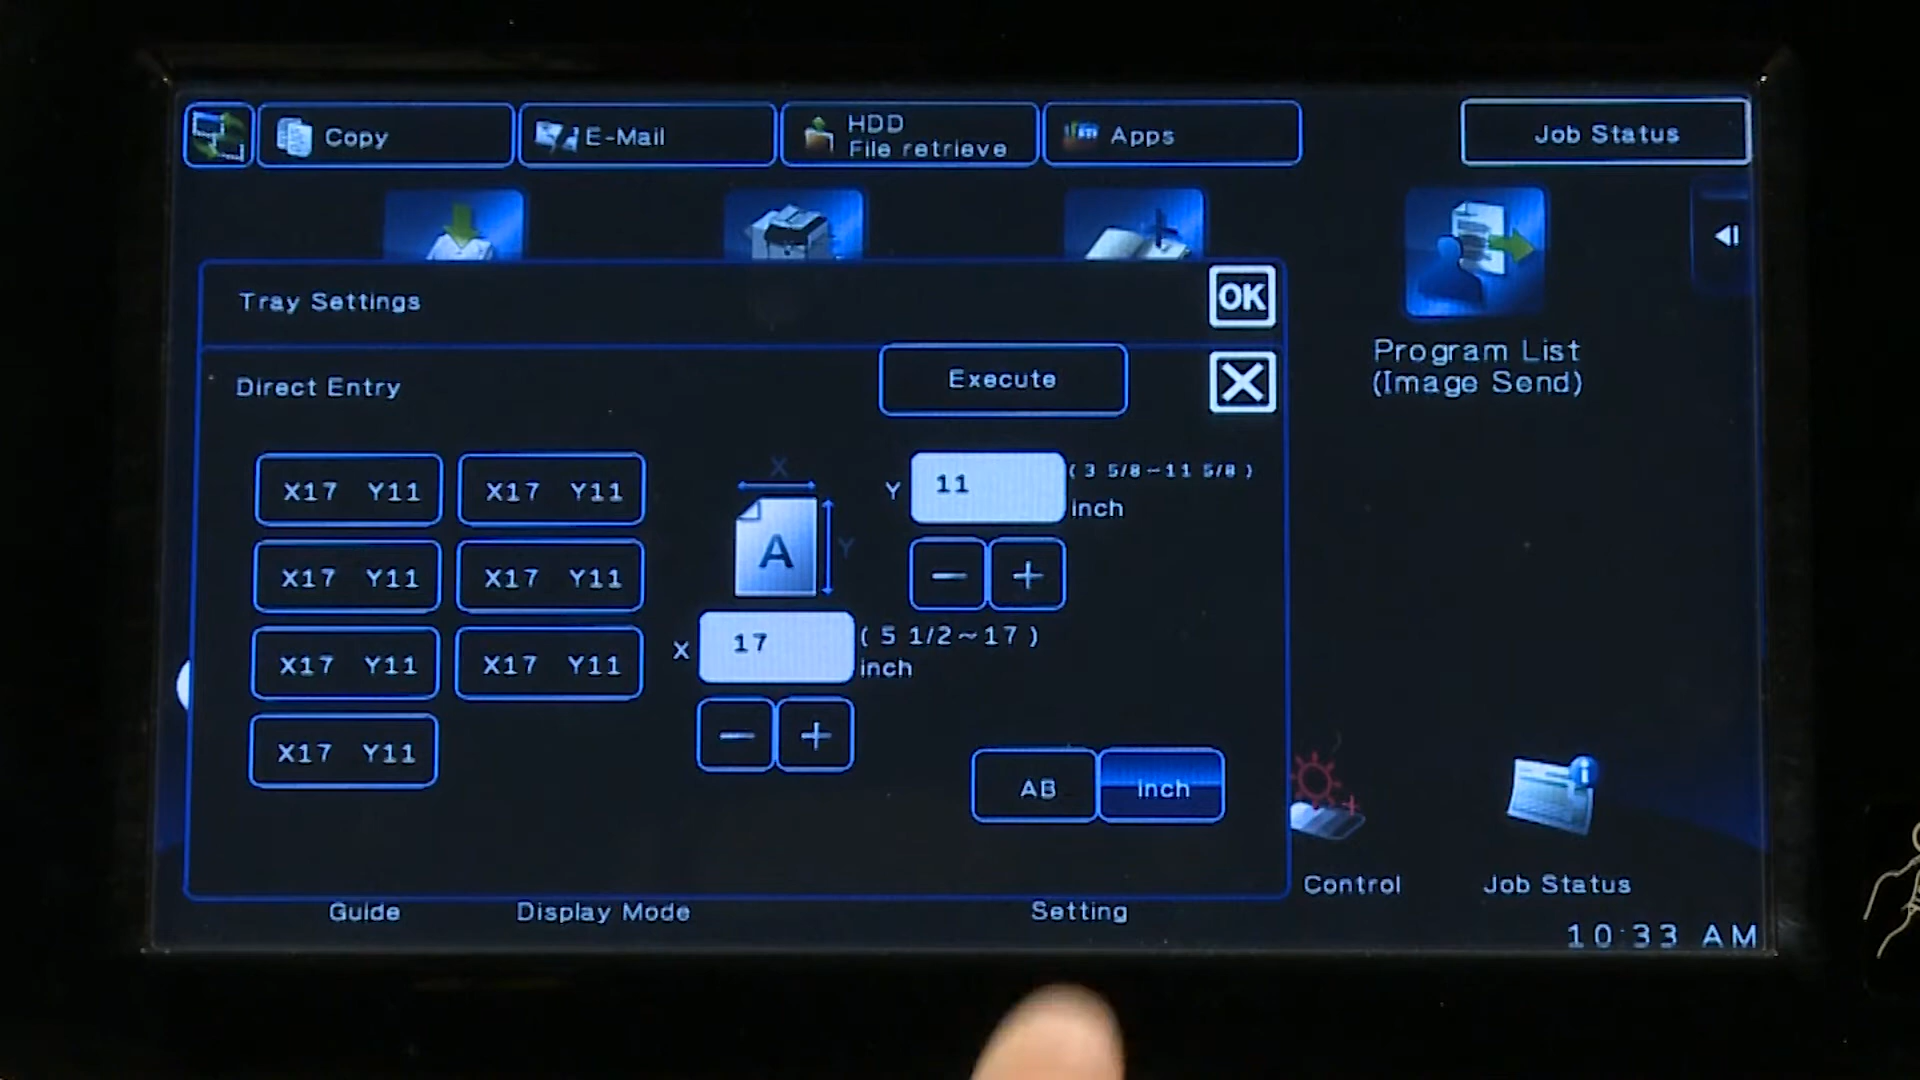 Copy
E-Mail
HDD
File retrieve
Apps
Job Status
Tray Settings
OK
Program List
(Image Send)
Direct Entry
Execute
X17 Y11
X17 Y11
X
A
Y
Y
11
(3 5/8~11 5/8)
inch
X17 Y11
X17 Y11
X17 Y11
X17 Y11
X
17
(5 1/2~17)
inch
X17 Y11
AB
inch
Control
Job Status
Guide
Display Mode
Setting
10:33 AM